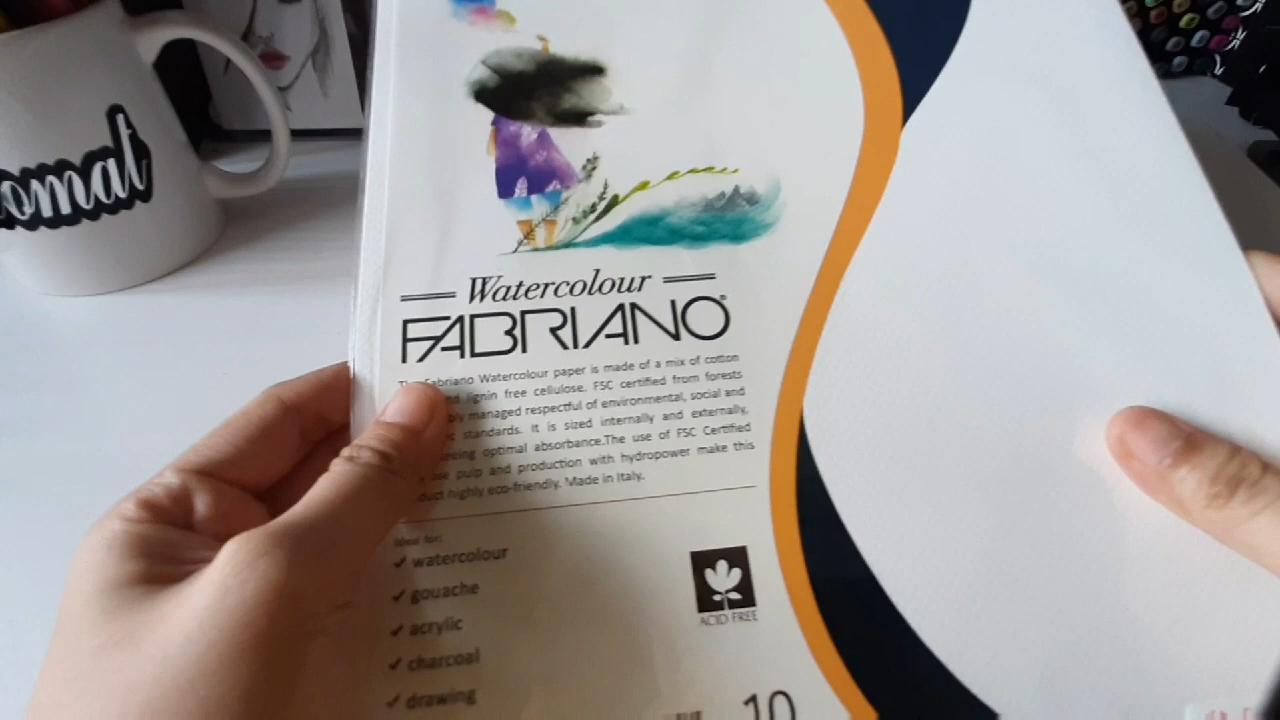 omat
Watercolour
FABRIANO
Fabriano Watercolour paper is made of a mix of cotton
lignin free cellulose. FSC certified from forests
managed respectful of environmental, social and
standards. It is sized internally and externally,
optimal absorbance.The use of FSC Certified
pulp and production with hydropower make this
highly eco-friendly. Made in Italy.
Ideal for:
✓ watercolour
✓ gouache
✓ acrylic
✓ charcoal
✓ drawing
ACID FREE
10